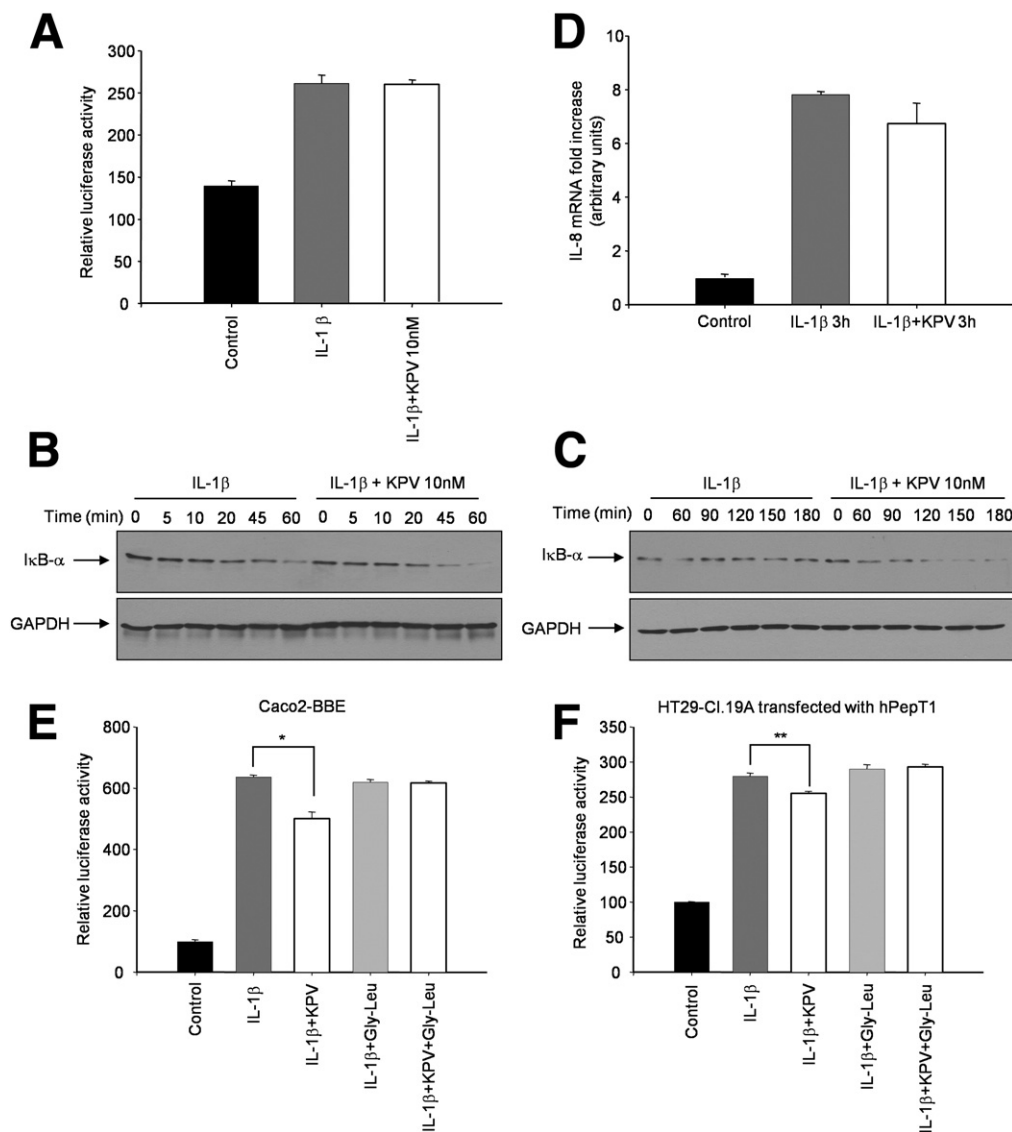 A
Relative luciferase activity
300
250
200
150
100
50
0
Control
IL-1 β
IL-1β+KPV 10nM
D
IL-8 mRNA fold increase
(arbitrary units)
10
8
6
4
2
0
Control
IL-1β 3h
IL-1β+KPV 3h
B
IL-1β
IL-1β + KPV 10nM
Time (min) 0 5 10 20 45 60 0 5 10 20 45 60
IκB-α
GAPDH
C
IL-1β
IL-1β + KPV 10nM
Time (min) 0 60 90 120 150 180 0 60 90 120 150 180
IκB-α
GAPDH
E
Caco2-BBE
Relative luciferase activity
800
600
400
200
0
*
Control
IL-1β
IL-1β+KPV
IL-1β+Gly-Leu
IL-1β+KPV+Gly-Leu
F
HT29-Cl.19A transfected with hPepT1
Relative luciferase activity
350
300
250
200
150
100
50
0
**
Control
IL-1β
IL-1β+KPV
IL-1β+Gly-Leu
IL-1β+KPV+Gly-Leu